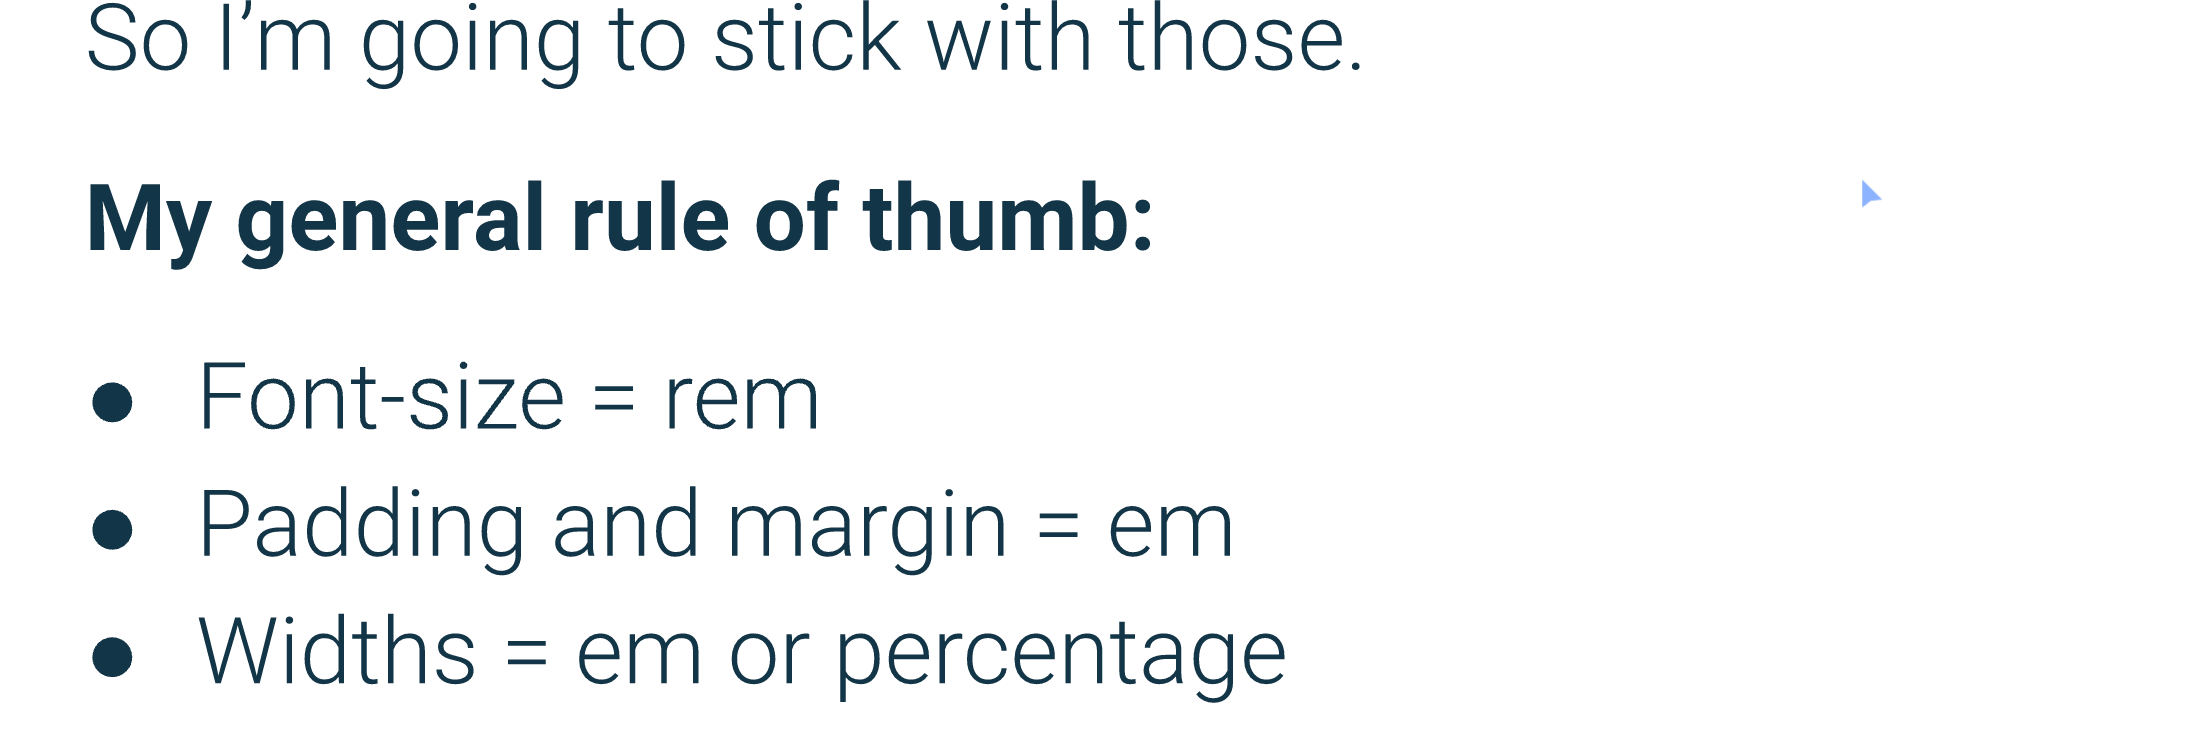 So I’m going to stick with those.
My general rule of thumb:
● Font-size = rem
● Padding and margin = em
● Widths = em or percentage